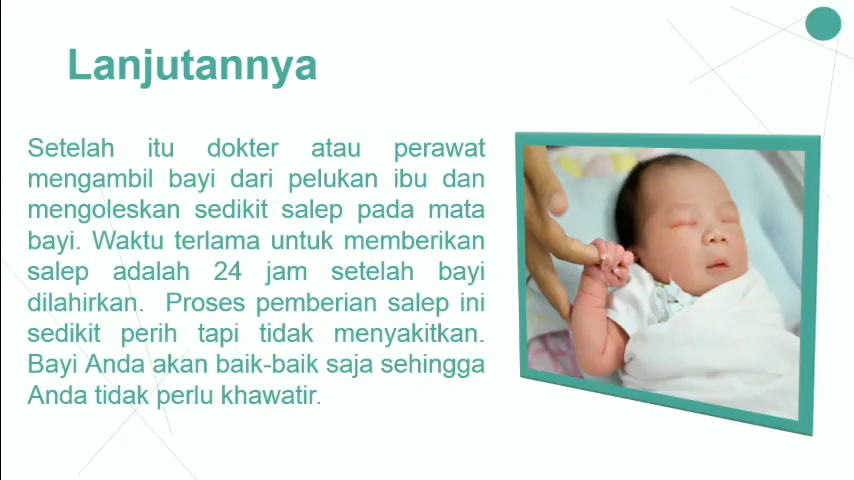 Lanjutannya
Setelah itu dokter atau perawat
mengambil bayi dari pelukan ibu dan
mengoleskan sedikit salep pada mata
bayi. Waktu terlama untuk memberikan
salep adalah 24 jam setelah bayi
dilahirkan. Proses pemberian salep ini
sedikit perih tapi tidak menyakitkan.
Bayi Anda akan baik-baik saja sehingga
Anda tidak perlu khawatir.